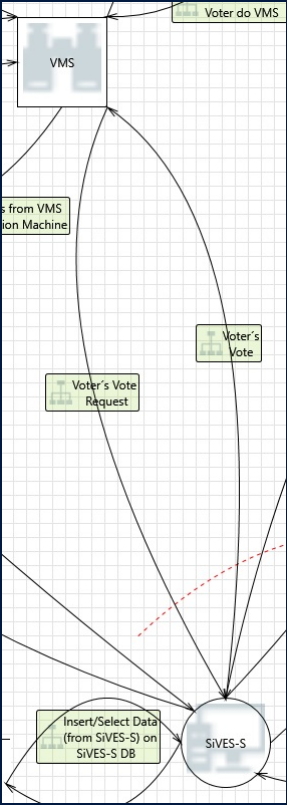 Voter do VMS
VMS
s from VMS
ion Machine
Voter´s
Vote
Voter´s Vote
Request
Insert/Select Data
(from SiVES-S) on
SiVES-S DB
SiVES-S